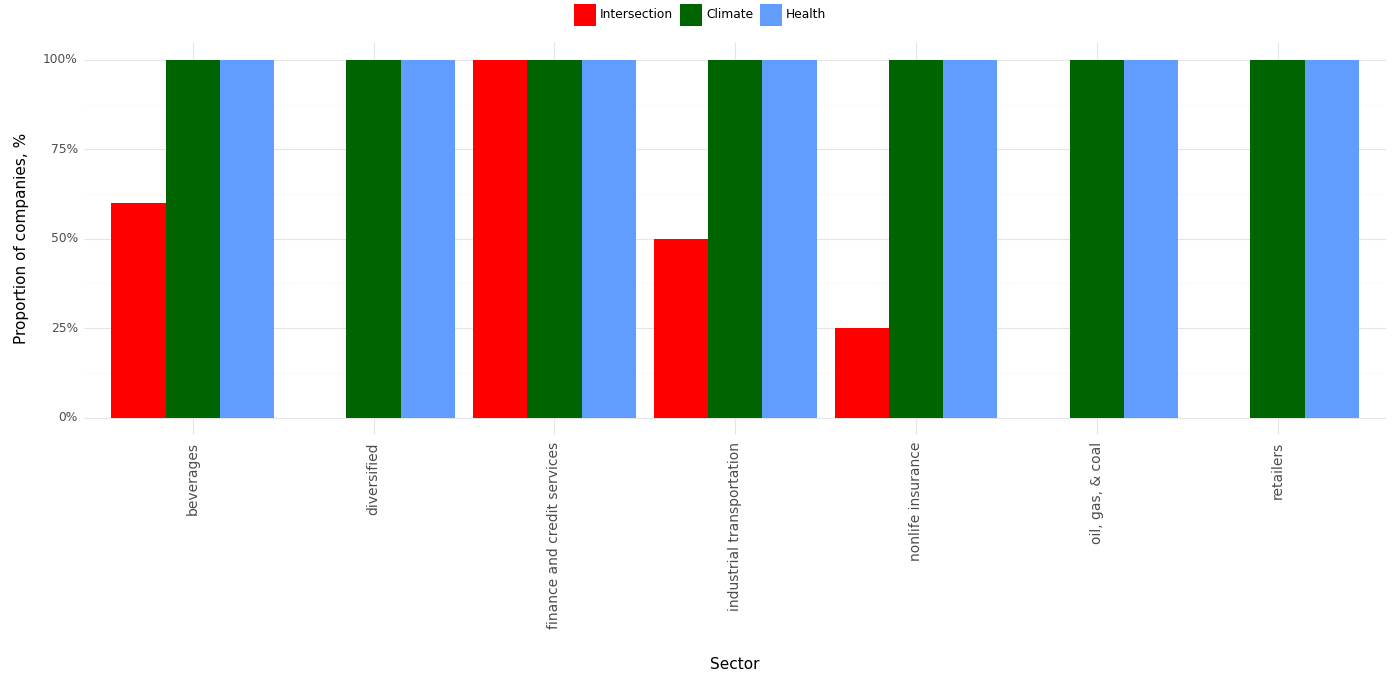 Intersection Climate Health
Proportion of companies, %
100%
75%
50%
25%
0%
beverages
diversified
finance and credit services
industrial transportation
nonlife insurance
oil, gas, & coal
retailers
Sector